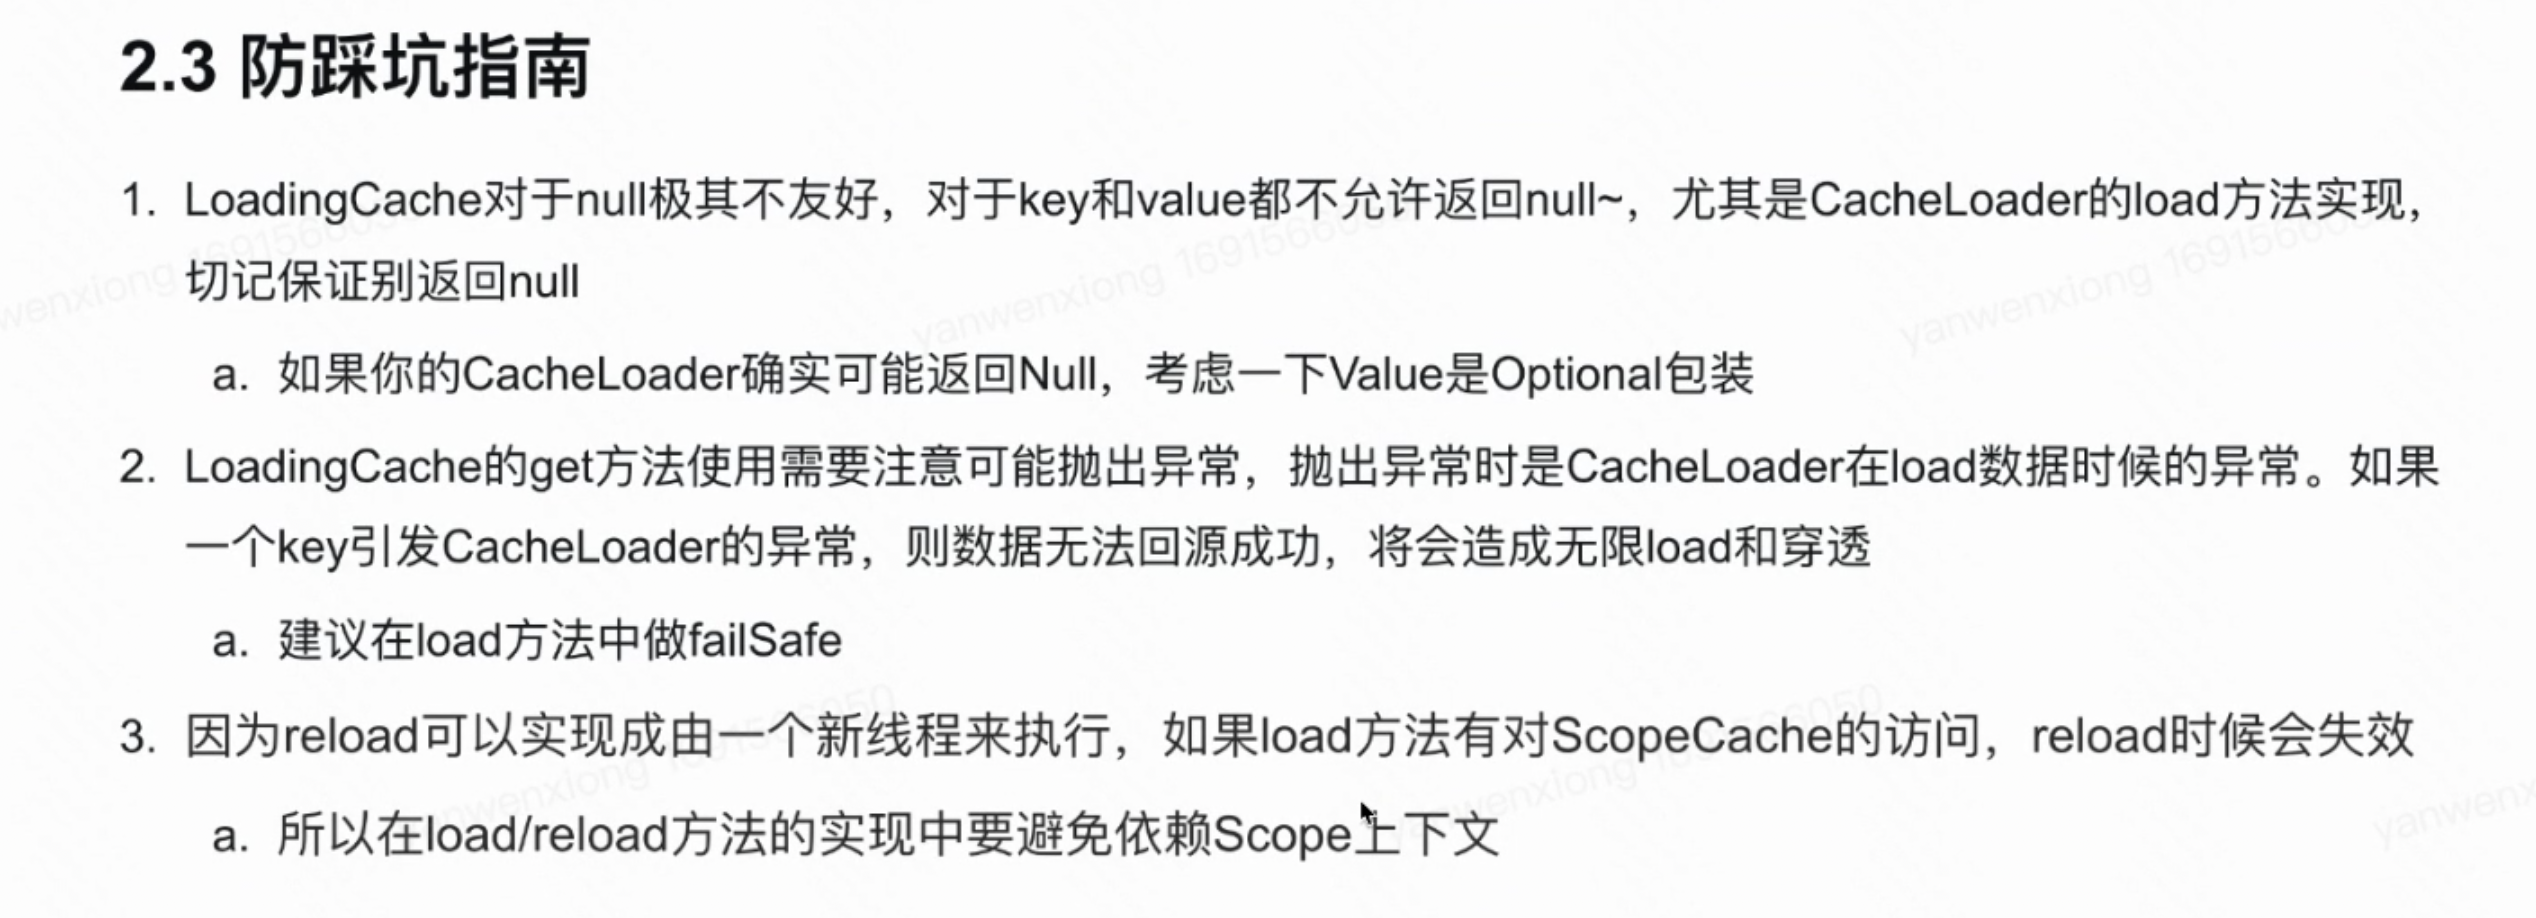 2.3 防踩坑指南
1. LoadingCache对于null极其不友好，对于key和value都不允许返回null~，尤其是CacheLoader的load方法实现，
切记保证别返回null
a. 如果你的CacheLoader确实可能返回Null，考虑一下Value是Optional包装
2. LoadingCache的get方法使用需要注意可能抛出异常，抛出异常时是CacheLoader在load数据时候的异常。如果
一个key引发CacheLoader的异常，则数据无法回源成功，将会造成无限load和穿透
a. 建议在load方法中做failSafe
3. 因为reload可以实现成由一个新线程来执行，如果load方法有对ScopeCache的访问，reload时候会失效
a. 所以在load/reload方法的实现中要避免依赖Scope上下文